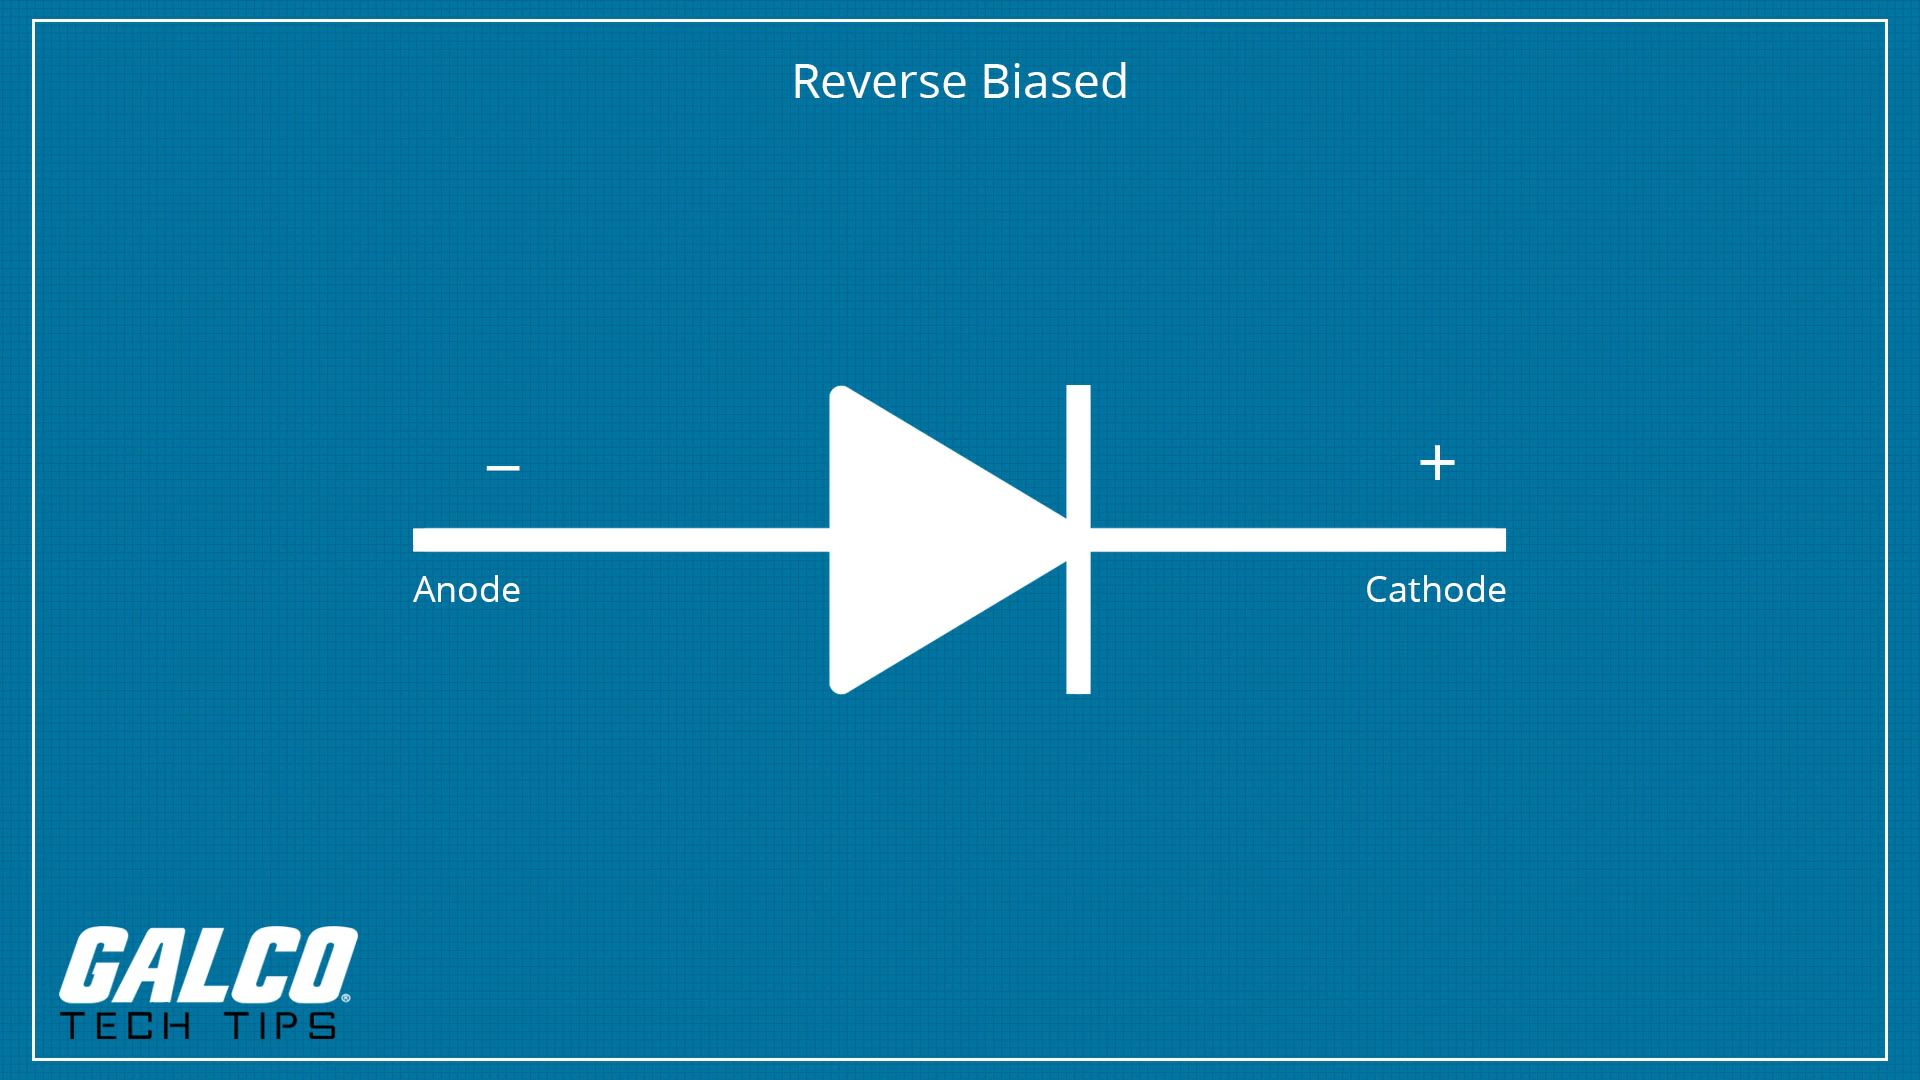 Reverse Biased
– +
Anode Cathode
GALCO®
TECH TIPS